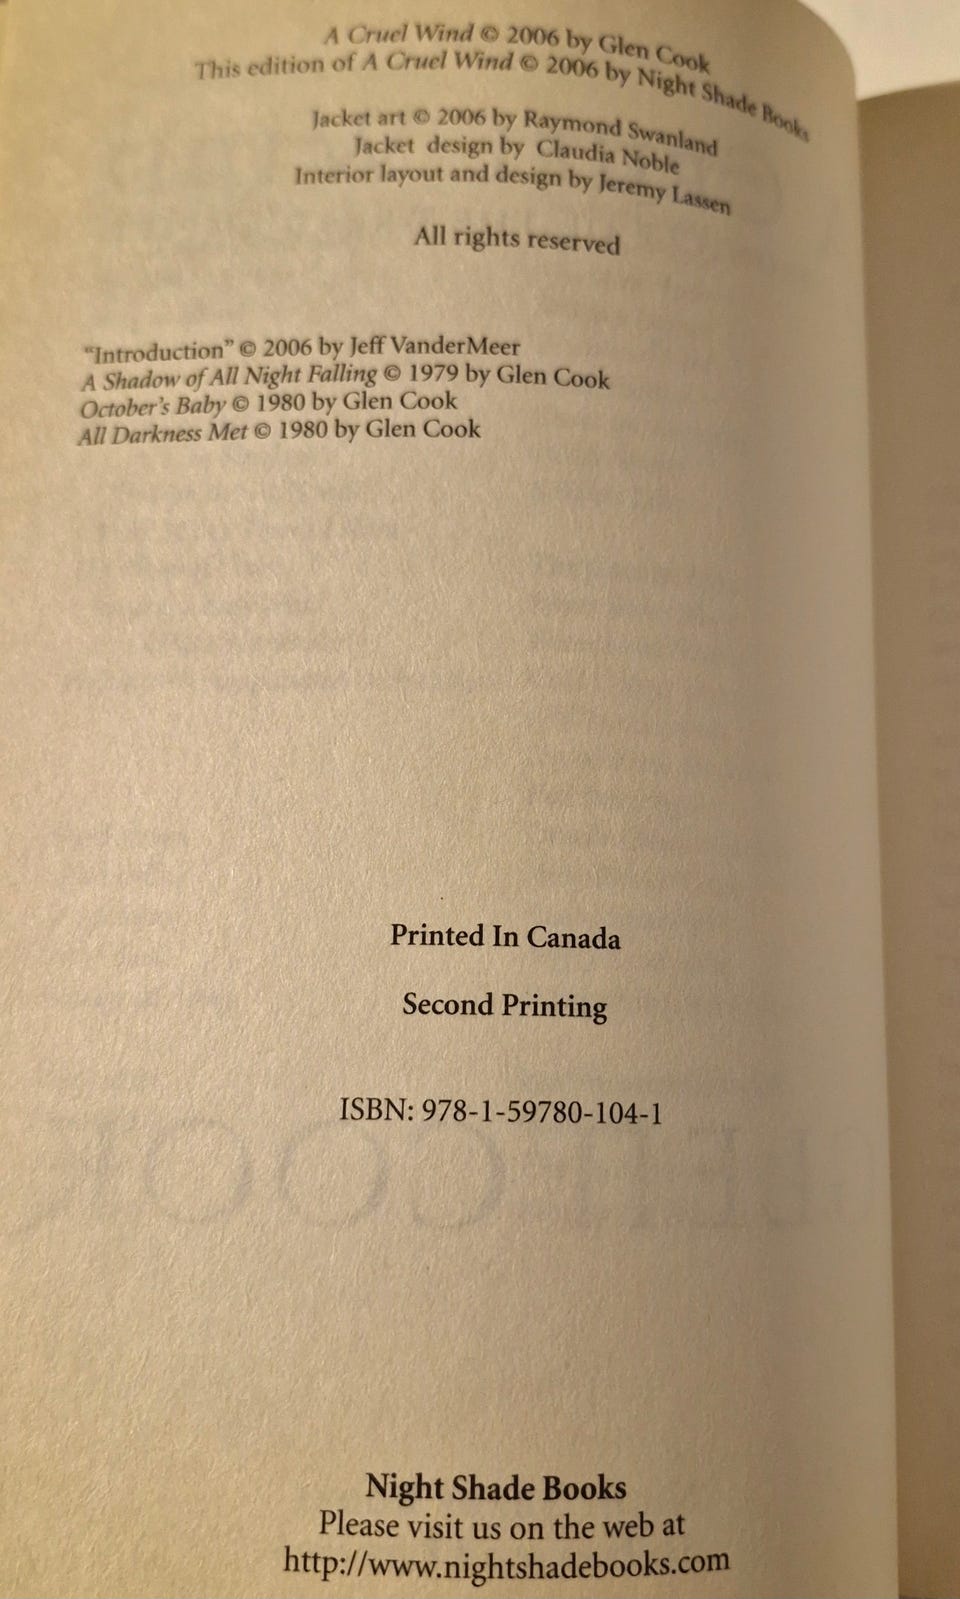 A Cruel Wind © 2006 by Glen Cook
This edition of A Cruel Wind © 2006 by Night Shade Books
Jacket art © 2006 by Raymond Swanland
Jacket design by Claudia Noble
Interior layout and design by Jeremy Lassen
All rights reserved
"Introduction" © 2006 by Jeff VanderMeer
A Shadow of All Night Falling © 1979 by Glen Cook
October's Baby © 1980 by Glen Cook
All Darkness Met © 1980 by Glen Cook
Printed In Canada
Second Printing
ISBN: 978-1-59780-104-1
Night Shade Books
Please visit us on the web at
http://www.nightshadebooks.com